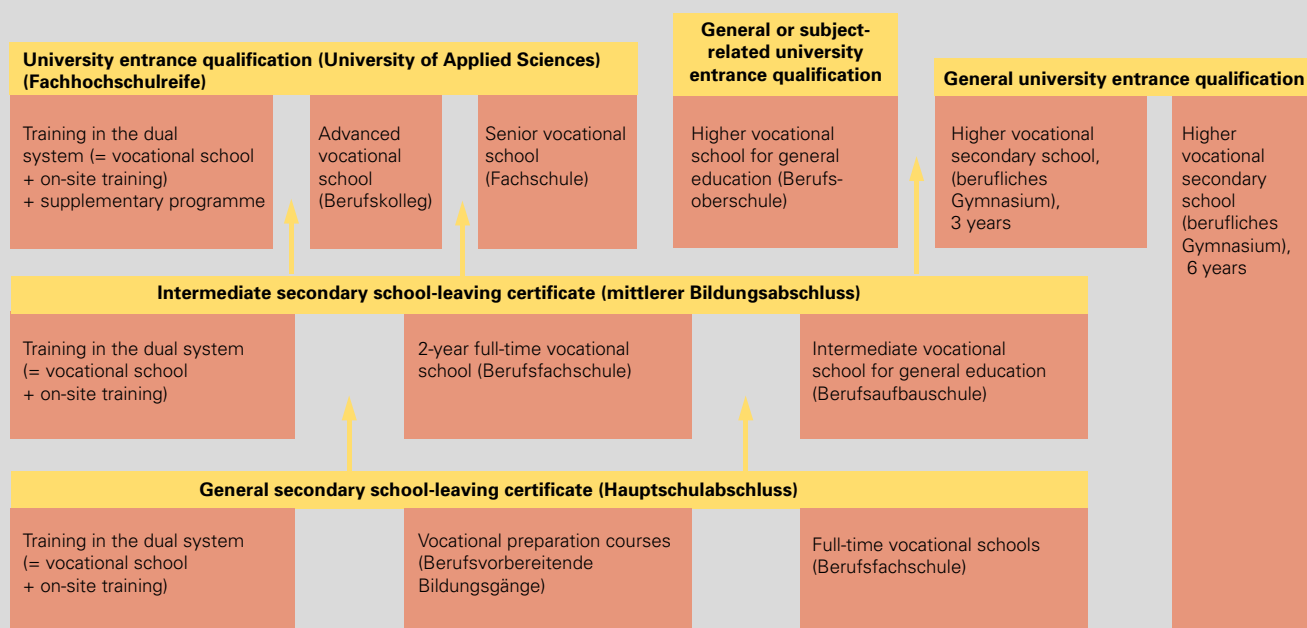 University entrance qualification (University of Applied Sciences)
(Fachhochschulreife)
Training in the dual
system (= vocational school
+ on-site training)
+ supplementary programme
Advanced
vocational
school
(Berufskolleg)
Senior vocational
school
(Fachschule)
General or subject-
related university
entrance qualification
Higher vocational
school for general
education (Berufs-
oberschule)
General university entrance qualification
Higher vocational
secondary school,
(berufliches
Gymnasium),
3 years
Higher
vocational
secondary
school
(berufliches
Gymnasium),
6 years
Intermediate secondary school-leaving certificate (mittlerer Bildungsabschluss)
Training in the dual system
(= vocational school
+ on-site training)
2-year full-time vocational
school (Berufsfachschule)
Intermediate vocational
school for general education
(Berufsaufbauschule)
General secondary school-leaving certificate (Hauptschulabschluss)
Training in the dual system
(= vocational school
+ on-site training)
Vocational preparation courses
(Berufsvorbereitende
Bildungsgänge)
Full-time vocational schools
(Berufsfachschule)